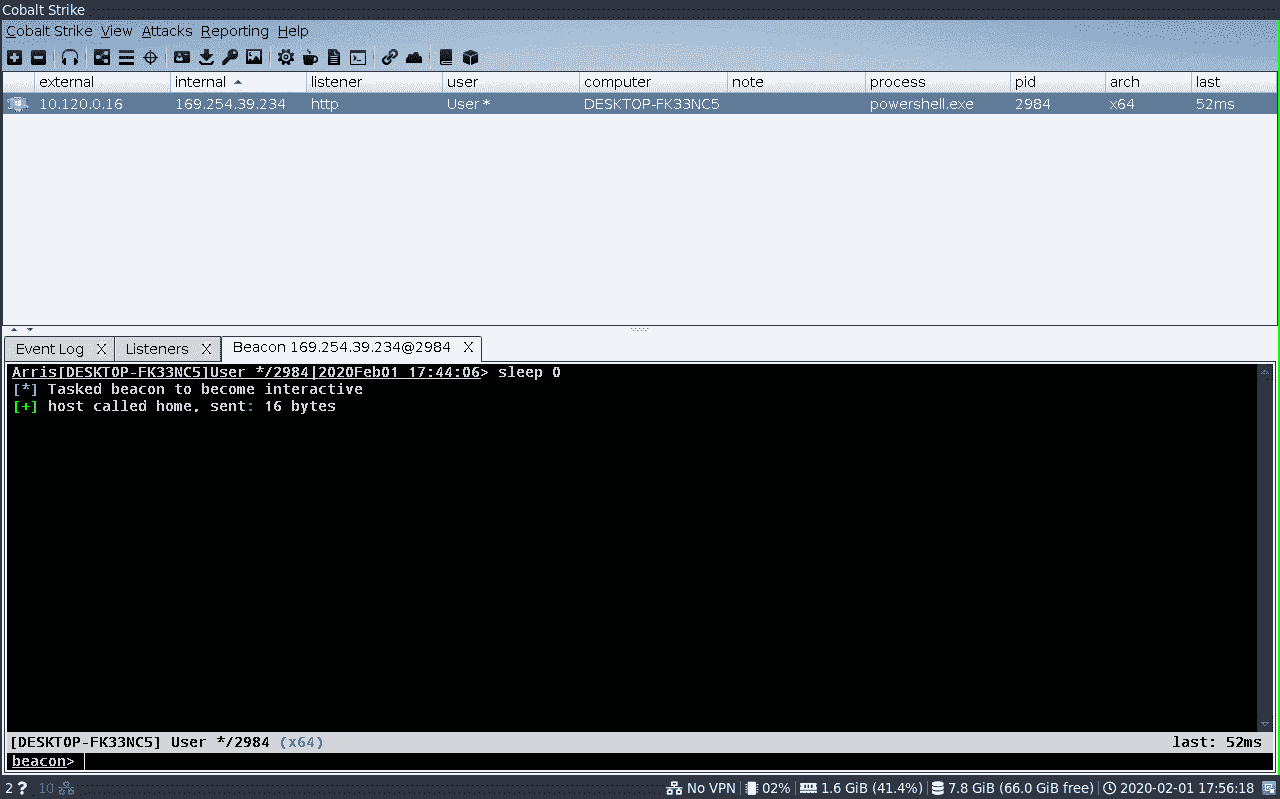 Cobalt Strike
Cobalt Strike View Attacks Reporting Help
external internal listener user computer note process pid arch last
10.120.0.16 169.254.39.234 http User * DESKTOP-FK33NC5 powershell.exe 2984 x64 52ms
Event Log X Listeners X Beacon 169.254.39.234@2984 X
Arris[DESKTOP-FK33NC5]User */2984|2020Feb01 17:44:06> sleep 0
[*] Tasked beacon to become interactive
[+] host called home, sent: 16 bytes
[DESKTOP-FK33NC5] User */2984 (x64) last: 52ms
beacon>
2 ? 10 No VPN 02% 1.6 GiB (41.4%) 7.8 GiB (66.0 GiB free) 2020-02-01 17:56:18